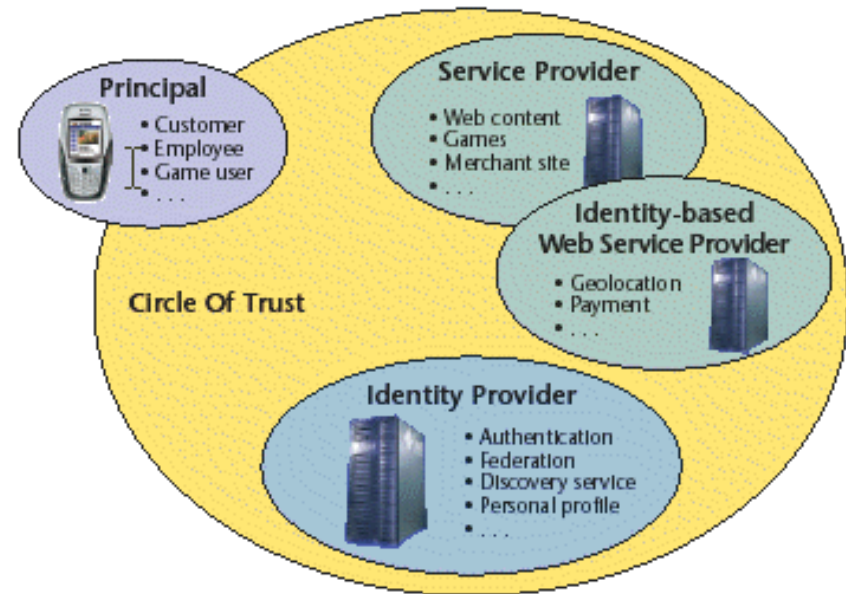 Principal
• Customer
• Employee
• Game user
• . . .
Service Provider
• Web content
• Games
• Merchant site
• . . .
Identity-based
Web Service Provider
• Geolocation
• Payment
• . . .
Circle Of Trust
Identity Provider
• Authentication
• Federation
• Discovery service
• Personal profile
• . . .